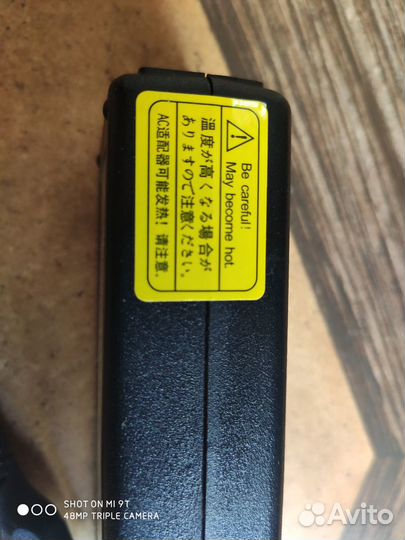 Be careful!
May become hot.
温度が高くなる場合が
ありますので注意ください。
AC适配器可能发热! 请注意.
SHOT ON MI 9T
48MP TRIPLE CAMERA
Avito